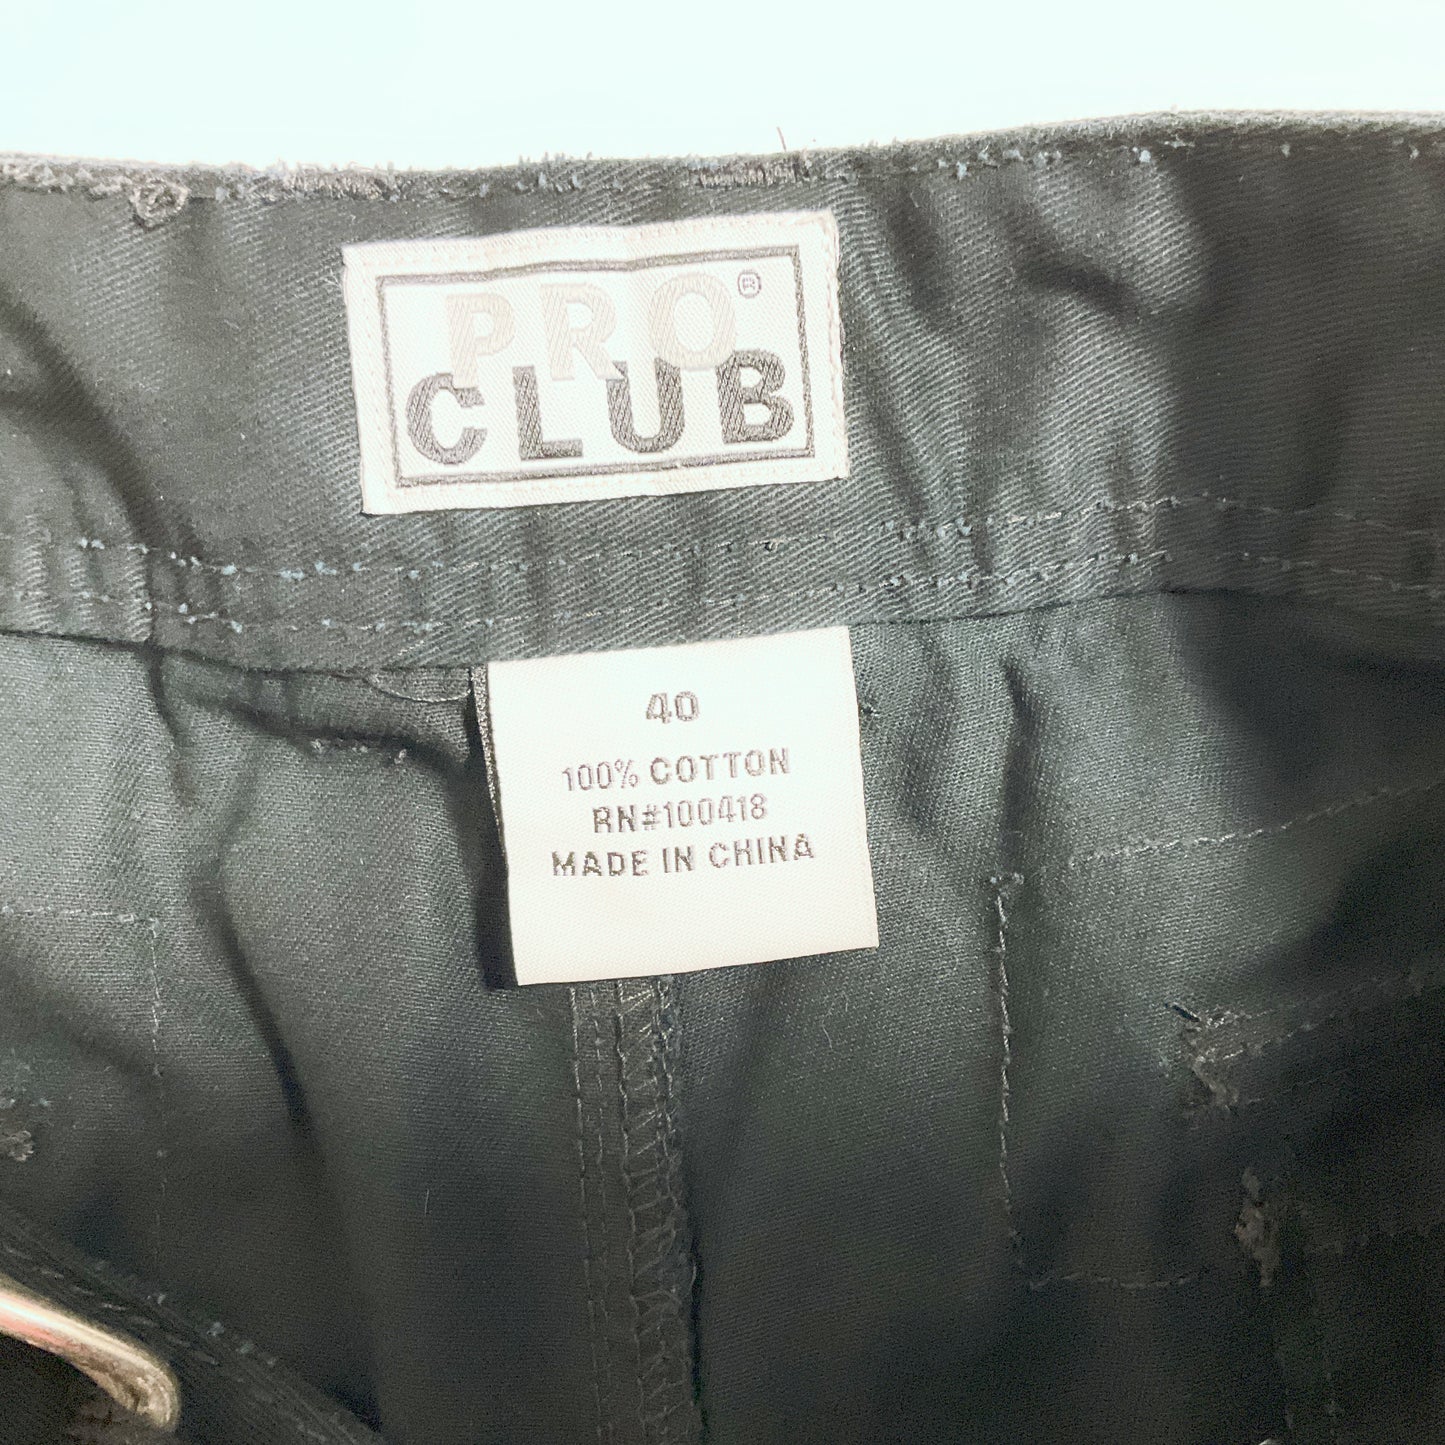 PRO®
CLUB
40
100% COTTON
RN#100418
MADE IN CHINA